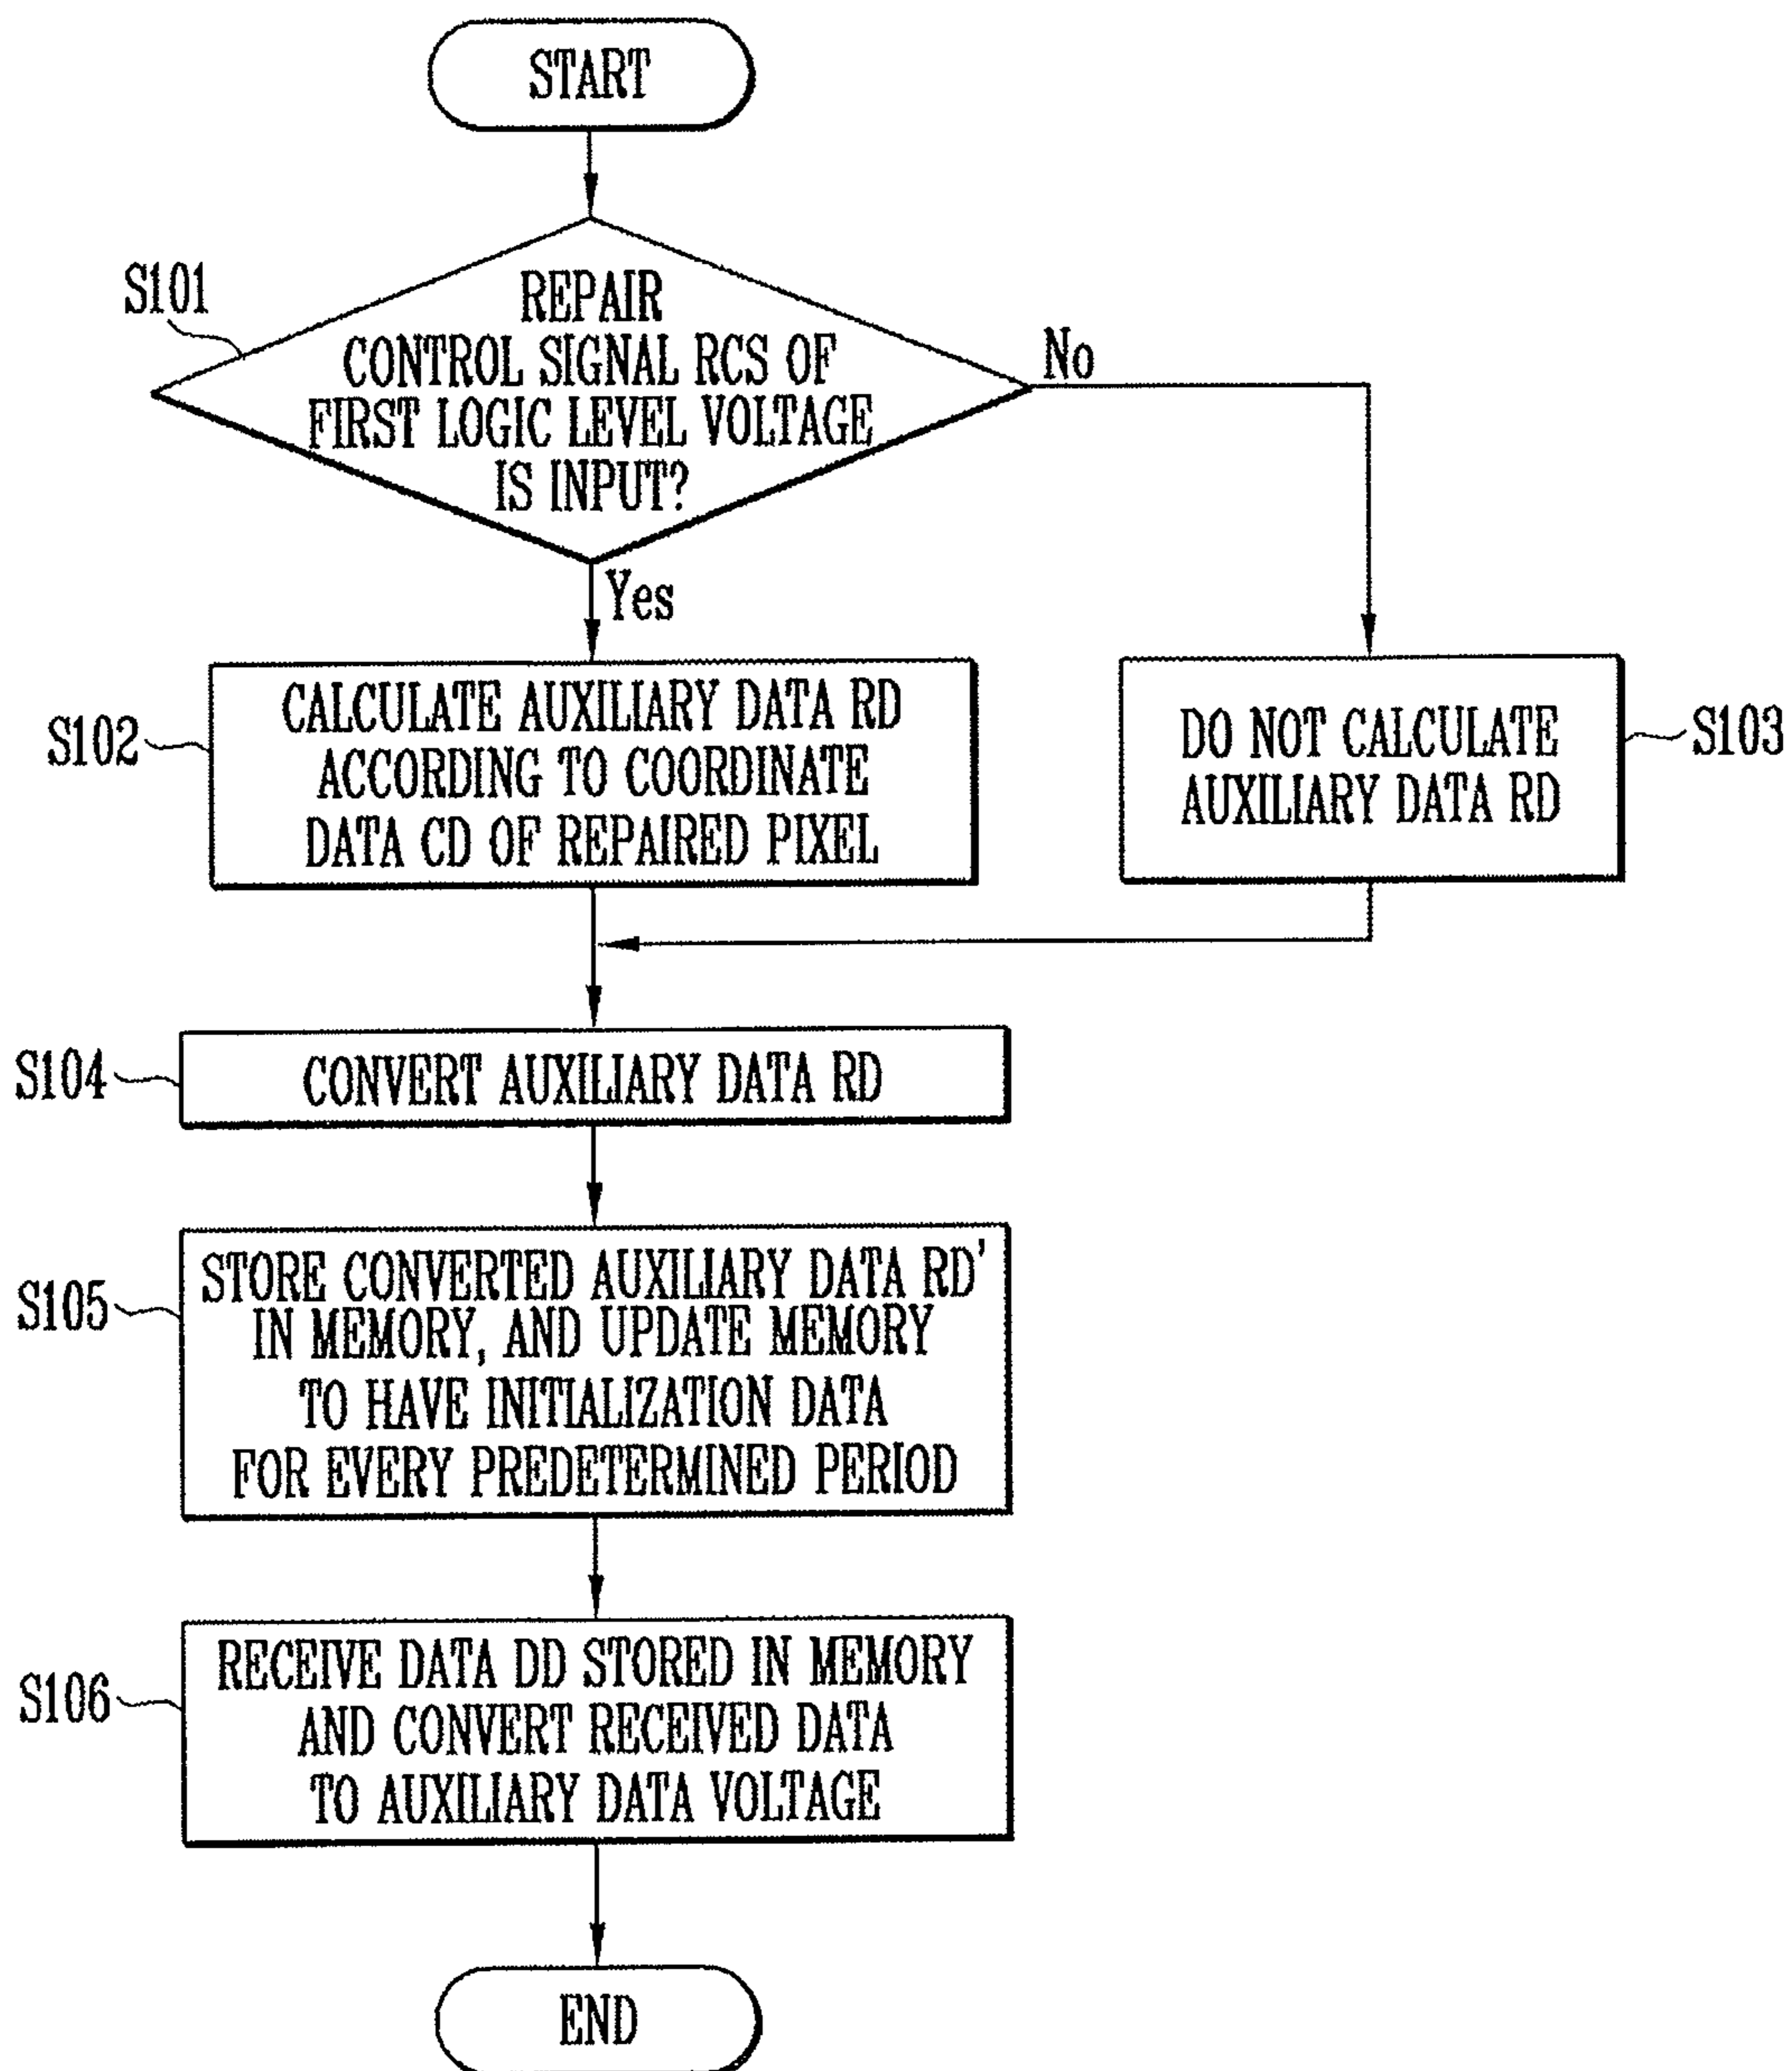 START
S101
REPAIR
CONTROL SIGNAL RCS OF
FIRST LOGIC LEVEL VOLTAGE
IS INPUT?
No
Yes
S102
CALCULATE AUXILIARY DATA RD
ACCORDING TO COORDINATE
DATA CD OF REPAIRED PIXEL
DO NOT CALCULATE
AUXILIARY DATA RD
S103
S104
CONVERT AUXILIARY DATA RD
S105
STORE CONVERTED AUXILIARY DATA RD'
IN MEMORY, AND UPDATE MEMORY
TO HAVE INITIALIZATION DATA
FOR EVERY PREDETERMINED PERIOD
S106
RECEIVE DATA DD STORED IN MEMORY
AND CONVERT RECEIVED DATA
TO AUXILIARY DATA VOLTAGE
END